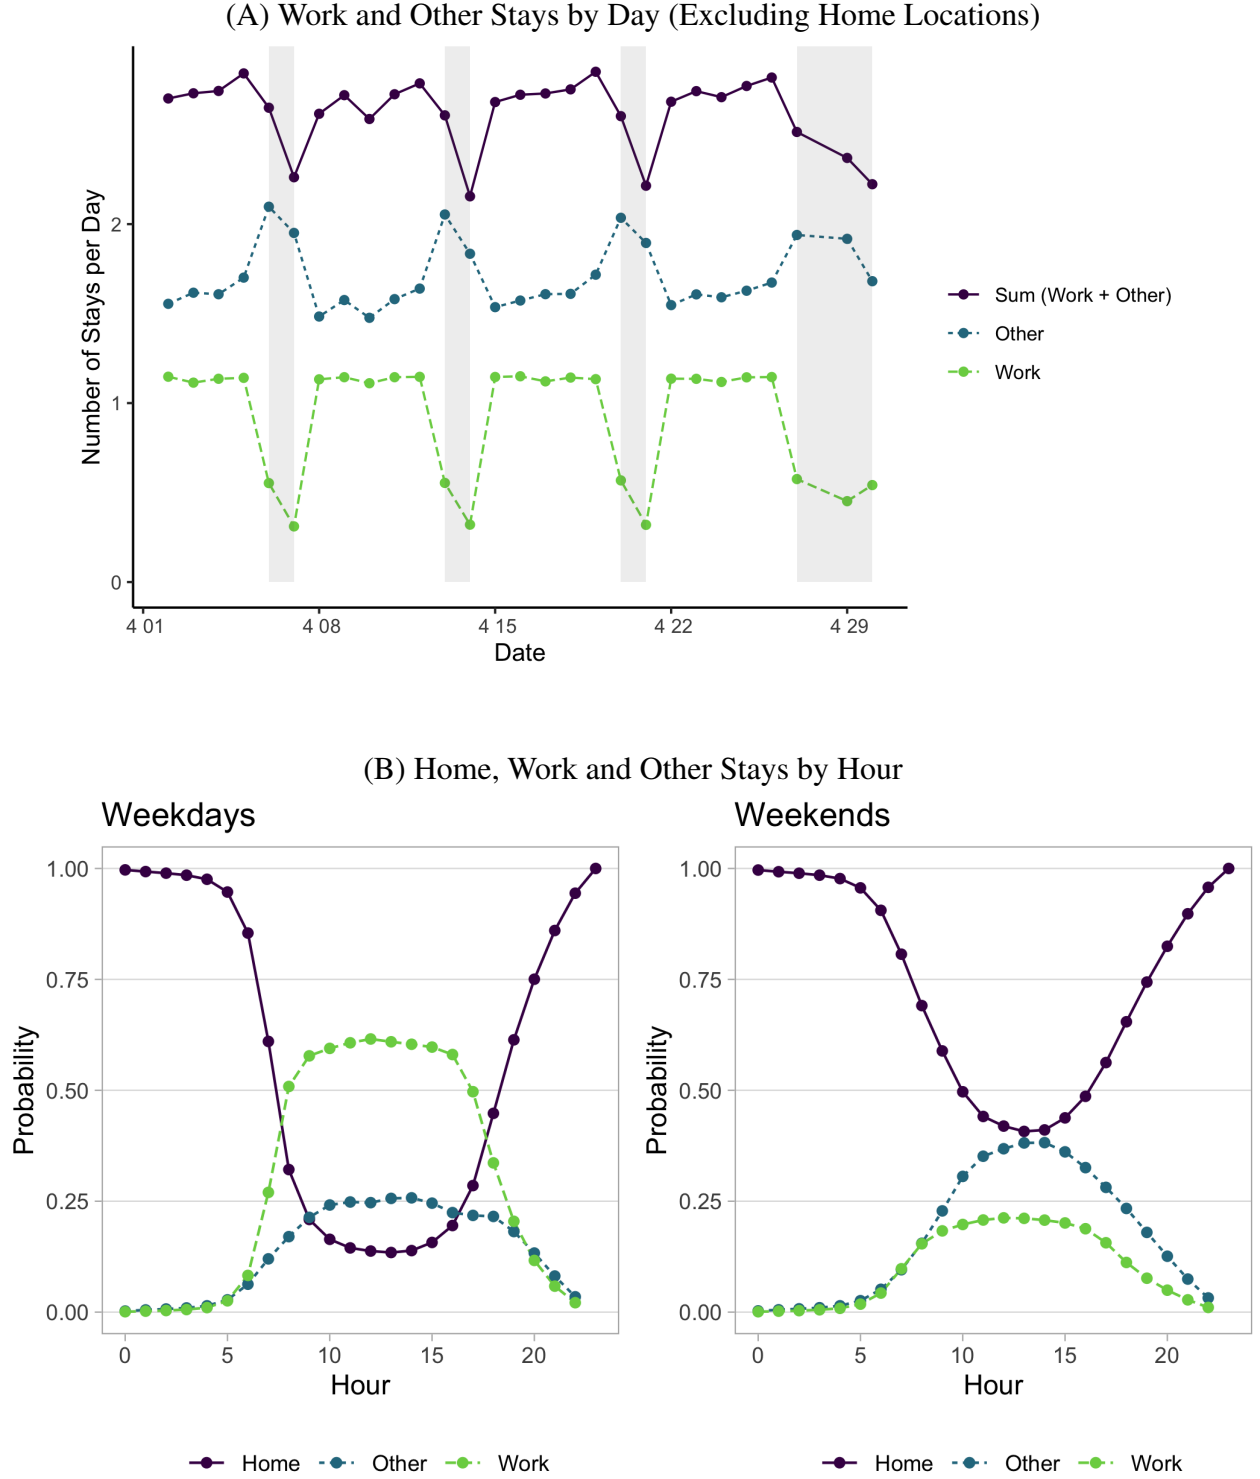 (A) Work and Other Stays by Day (Excluding Home Locations)
Number of Stays per Day
2
1
0
4 01
4 08
4 15
4 22
4 29
Date
Sum (Work + Other)
Other
Work
(B) Home, Work and Other Stays by Hour
Weekdays
Probability
1.00
0.75
0.50
0.25
0.00
0
5
10
15
20
Hour
Home
Other
Work
Weekends
Probability
1.00
0.75
0.50
0.25
0.00
0
5
10
15
20
Hour
Home
Other
Work